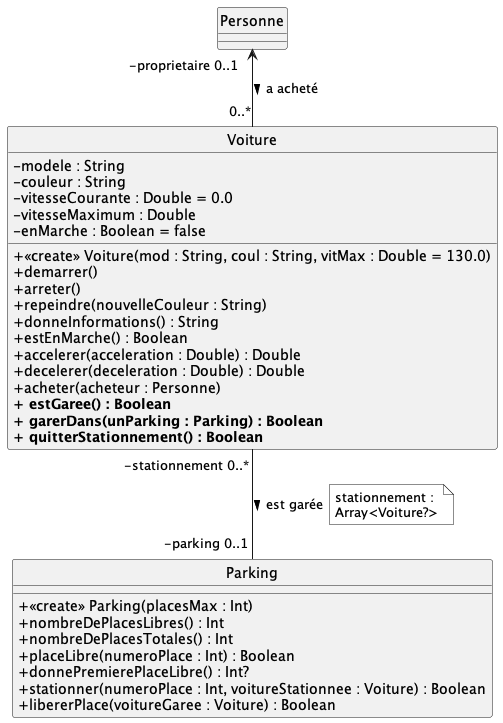 Personne
-proprietaire 0..1
a acheté
0..*
Voiture
-modele : String
-couleur : String
-vitesseCourante : Double = 0.0
-vitesseMaximum : Double
-enMarche : Boolean = false
+«create» Voiture(mod : String, coul : String, vitMax : Double = 130.0)
+demarrer()
+arreter()
+repeindre(nouvelleCouleur : String)
+donneInformations() : String
+estEnMarche() : Boolean
+accelerer(acceleration : Double) : Double
+decelerer(deceleration : Double) : Double
+acheter(acheteur : Personne)
+ estGaree() : Boolean
+ garerDans(unParking : Parking) : Boolean
+ quitterStationnement() : Boolean
-stationnement 0..*
est garée
stationnement :
Array<Voiture?>
-parking 0..1
Parking
+«create» Parking(placesMax : Int)
+nombreDePlacesLibres() : Int
+nombreDePlacesTotales() : Int
+placeLibre(numeroPlace : Int) : Boolean
+donnePremierePlaceLibre() : Int?
+stationner(numeroPlace : Int, voitureStationnee : Voiture) : Boolean
+libererPlace(voitureGaree : Voiture) : Boolean